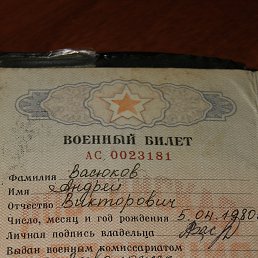 ВОЕННЫЙ БИЛЕТ
АС 0023181
Фамилия Васюков
Имя Андрей
Отчество Викторович
Число, месяц и год рождения 5.04.1980
Личная подпись владельца
Выдан военным комиссариатом